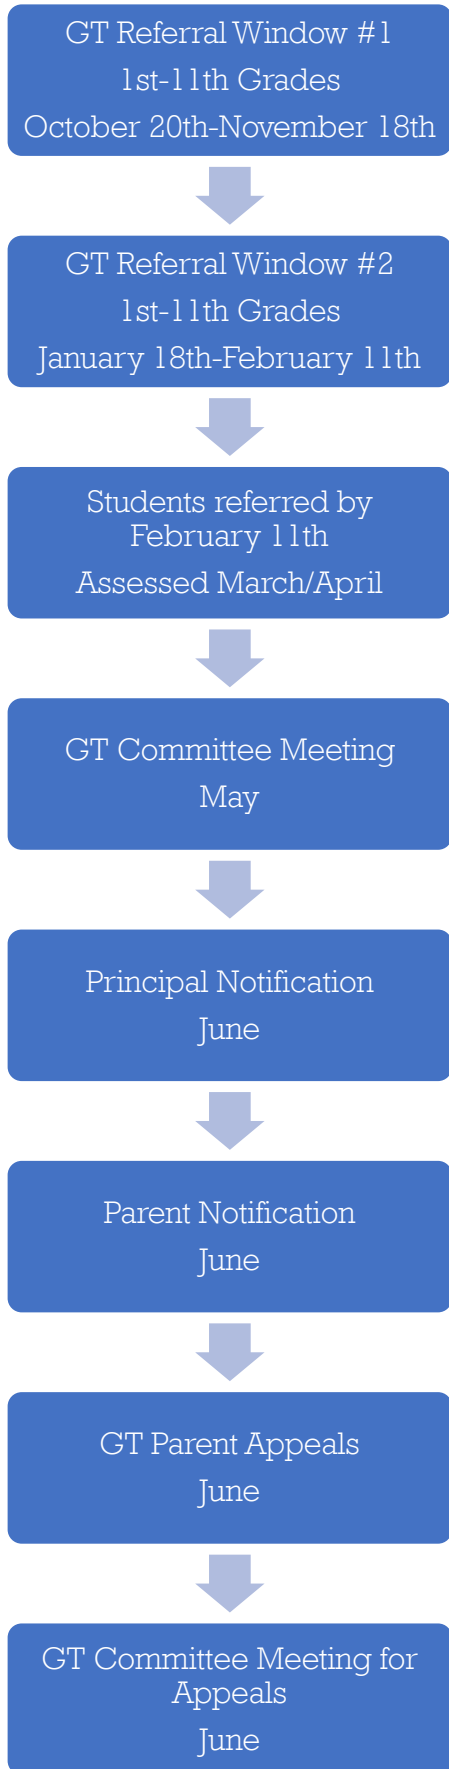 GT Referral Window #1
1st-11th Grades
October 20th-November 18th
GT Referral Window #2
1st-11th Grades
January 18th-February 11th
Students referred by
February 11th
Assessed March/April
GT Committee Meeting
May
Principal Notification
June
Parent Notification
June
GT Parent Appeals
June
GT Committee Meeting for
Appeals
June